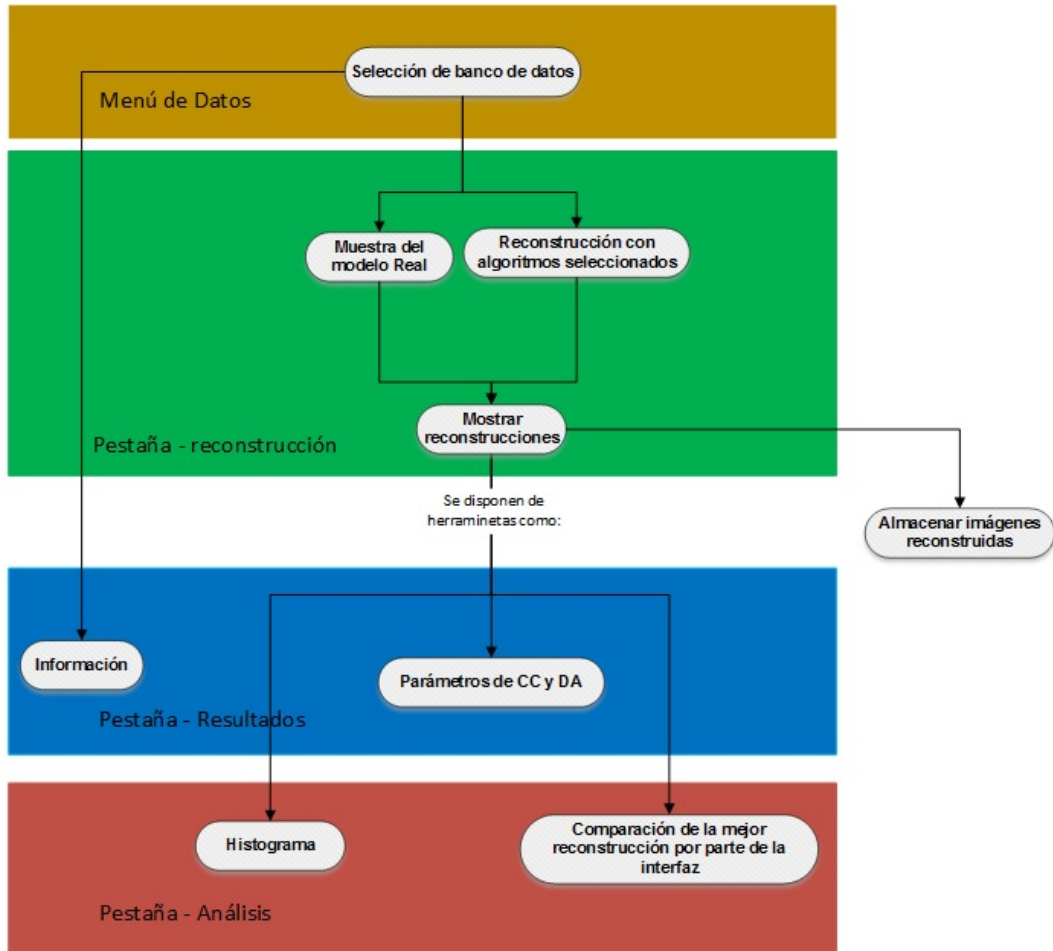 Selección de banco de datos
Menú de Datos
Muestra del
modelo Real
Reconstrucción con
algoritmos seleccionados
Mostrar
reconstrucciones
Pestaña - reconstrucción
Se disponen de
herraminetas como:
Almacenar imágenes
reconstruidas
Información
Parámetros de CC y DA
Pestaña - Resultados
Histograma
Comparación de la mejor
reconstrucción por parte de la
interfaz
Pestaña - Análisis